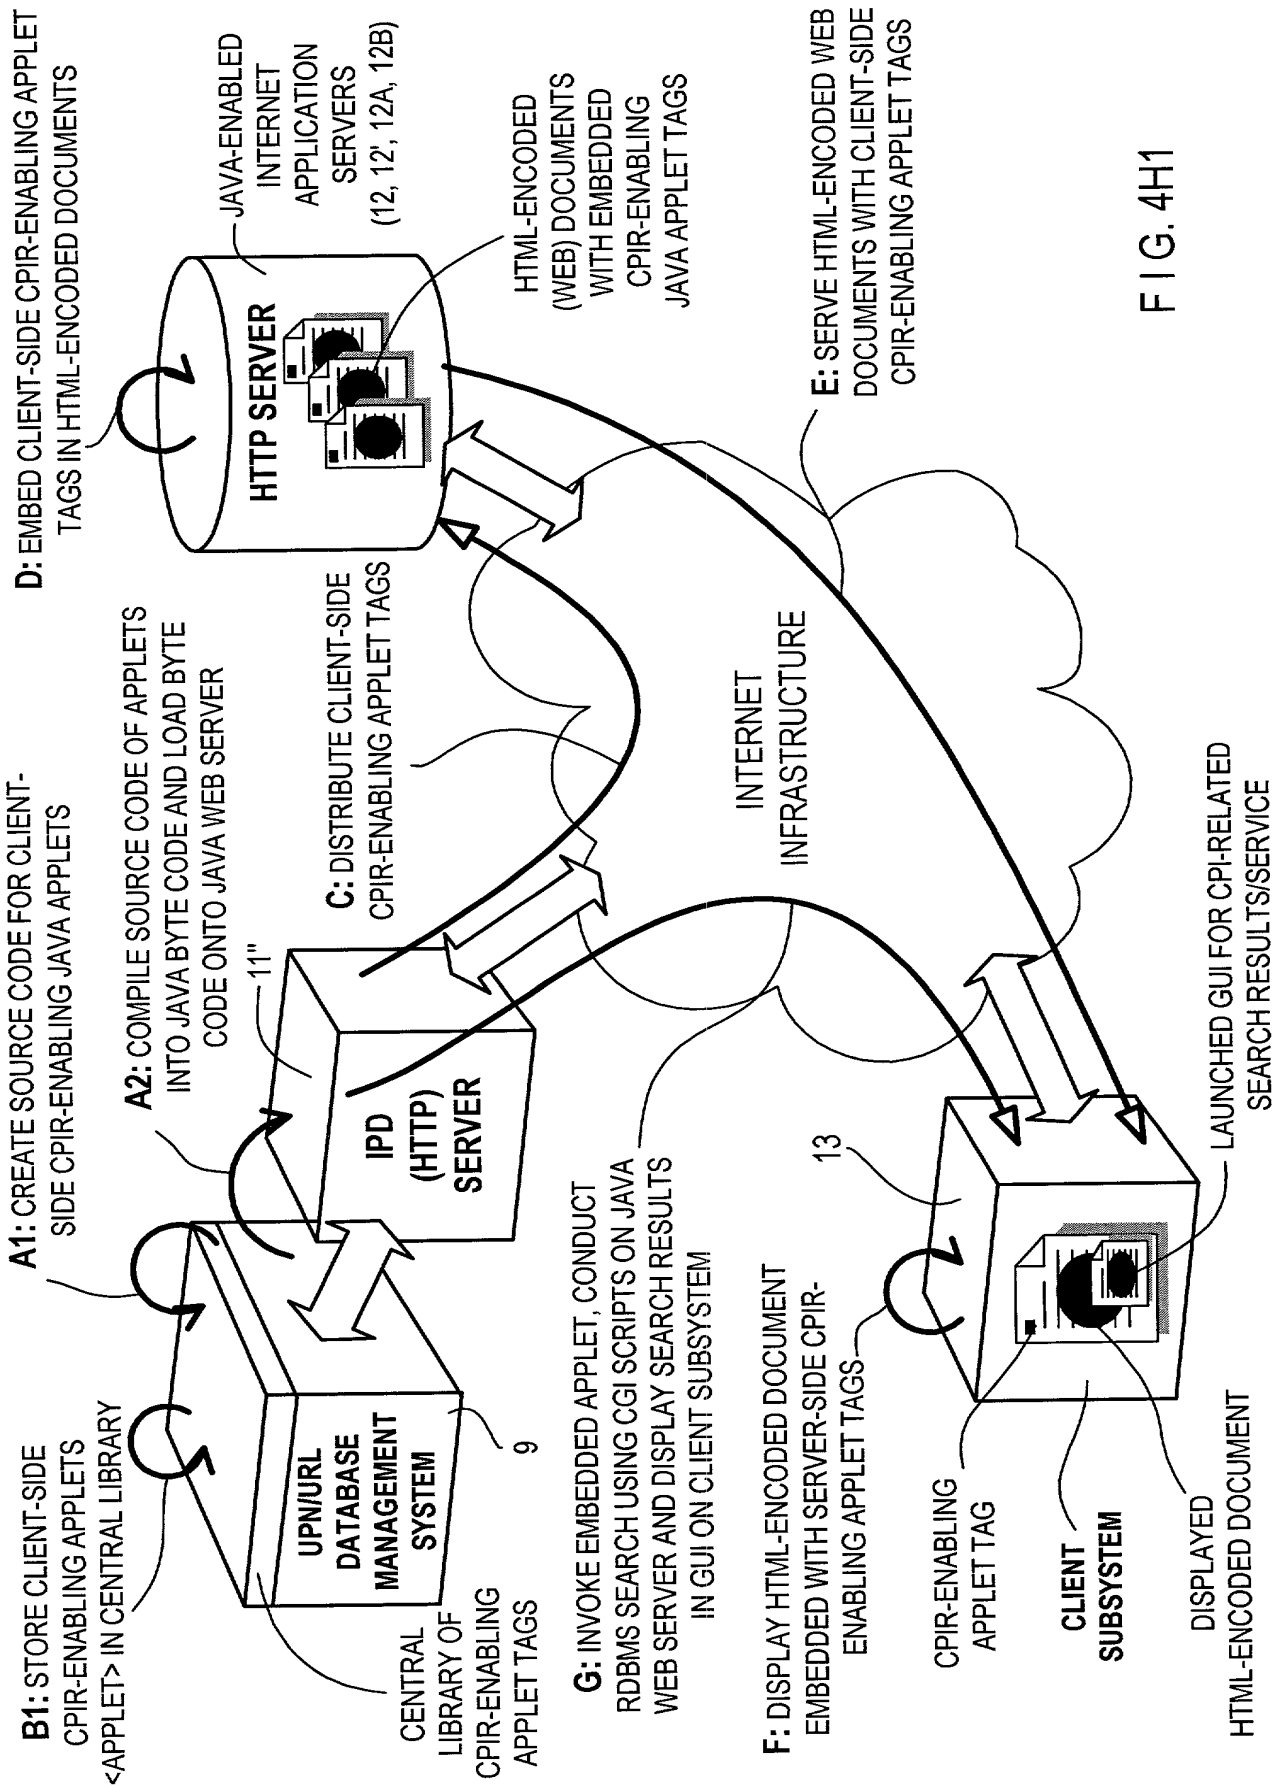 B1: STORE CLIENT-SIDE
CPIR-ENABLING APPLETS
<APPLET> IN CENTRAL LIBRARY
A1: CREATE SOURCE CODE FOR CLIENT-
SIDE CPIR-ENABLING JAVA APPLETS
A2: COMPILE SOURCE CODE OF APPLETS
INTO JAVA BYTE CODE AND LOAD BYTE
CODE ONTO JAVA WEB SERVER
D: EMBED CLIENT-SIDE CPIR-ENABLING APPLET
TAGS IN HTML-ENCODED DOCUMENTS
JAVA-ENABLED
INTERNET
APPLICATION
SERVERS
(12, 12', 12A, 12B)
HTTP SERVER
HTML-ENCODED
(WEB) DOCUMENTS
WITH EMBEDDED
CPIR-ENABLING
JAVA APPLET TAGS
C: DISTRIBUTE CLIENT-SIDE
CPIR-ENABLING APPLET TAGS
11"
IPD
(HTTP)
SERVER
UPN/URL
DATABASE
MANAGEMENT
SYSTEM
9
CENTRAL
LIBRARY OF
CPIR-ENABLING
APPLET TAGS
INTERNET
INFRASTRUCTURE
E: SERVE HTML-ENCODED WEB
DOCUMENTS WITH CLIENT-SIDE
CPIR-ENABLING APPLET TAGS
G: INVOKE EMBEDDED APPLET, CONDUCT
RDBMS SEARCH USING CGI SCRIPTS ON JAVA
WEB SERVER AND DISPLAY SEARCH RESULTS
IN GUI ON CLIENT SUBSYSTEM
F: DISPLAY HTML-ENCODED DOCUMENT
EMBEDDED WITH SERVER-SIDE CPIR-
ENABLING APPLET TAGS
13
CPIR-ENABLING
APPLET TAG
CLIENT
SUBSYSTEM
DISPLAYED
HTML-ENCODED DOCUMENT
LAUNCHED GUI FOR CPI-RELATED
SEARCH RESULTS/SERVICE
FIG. 4H1